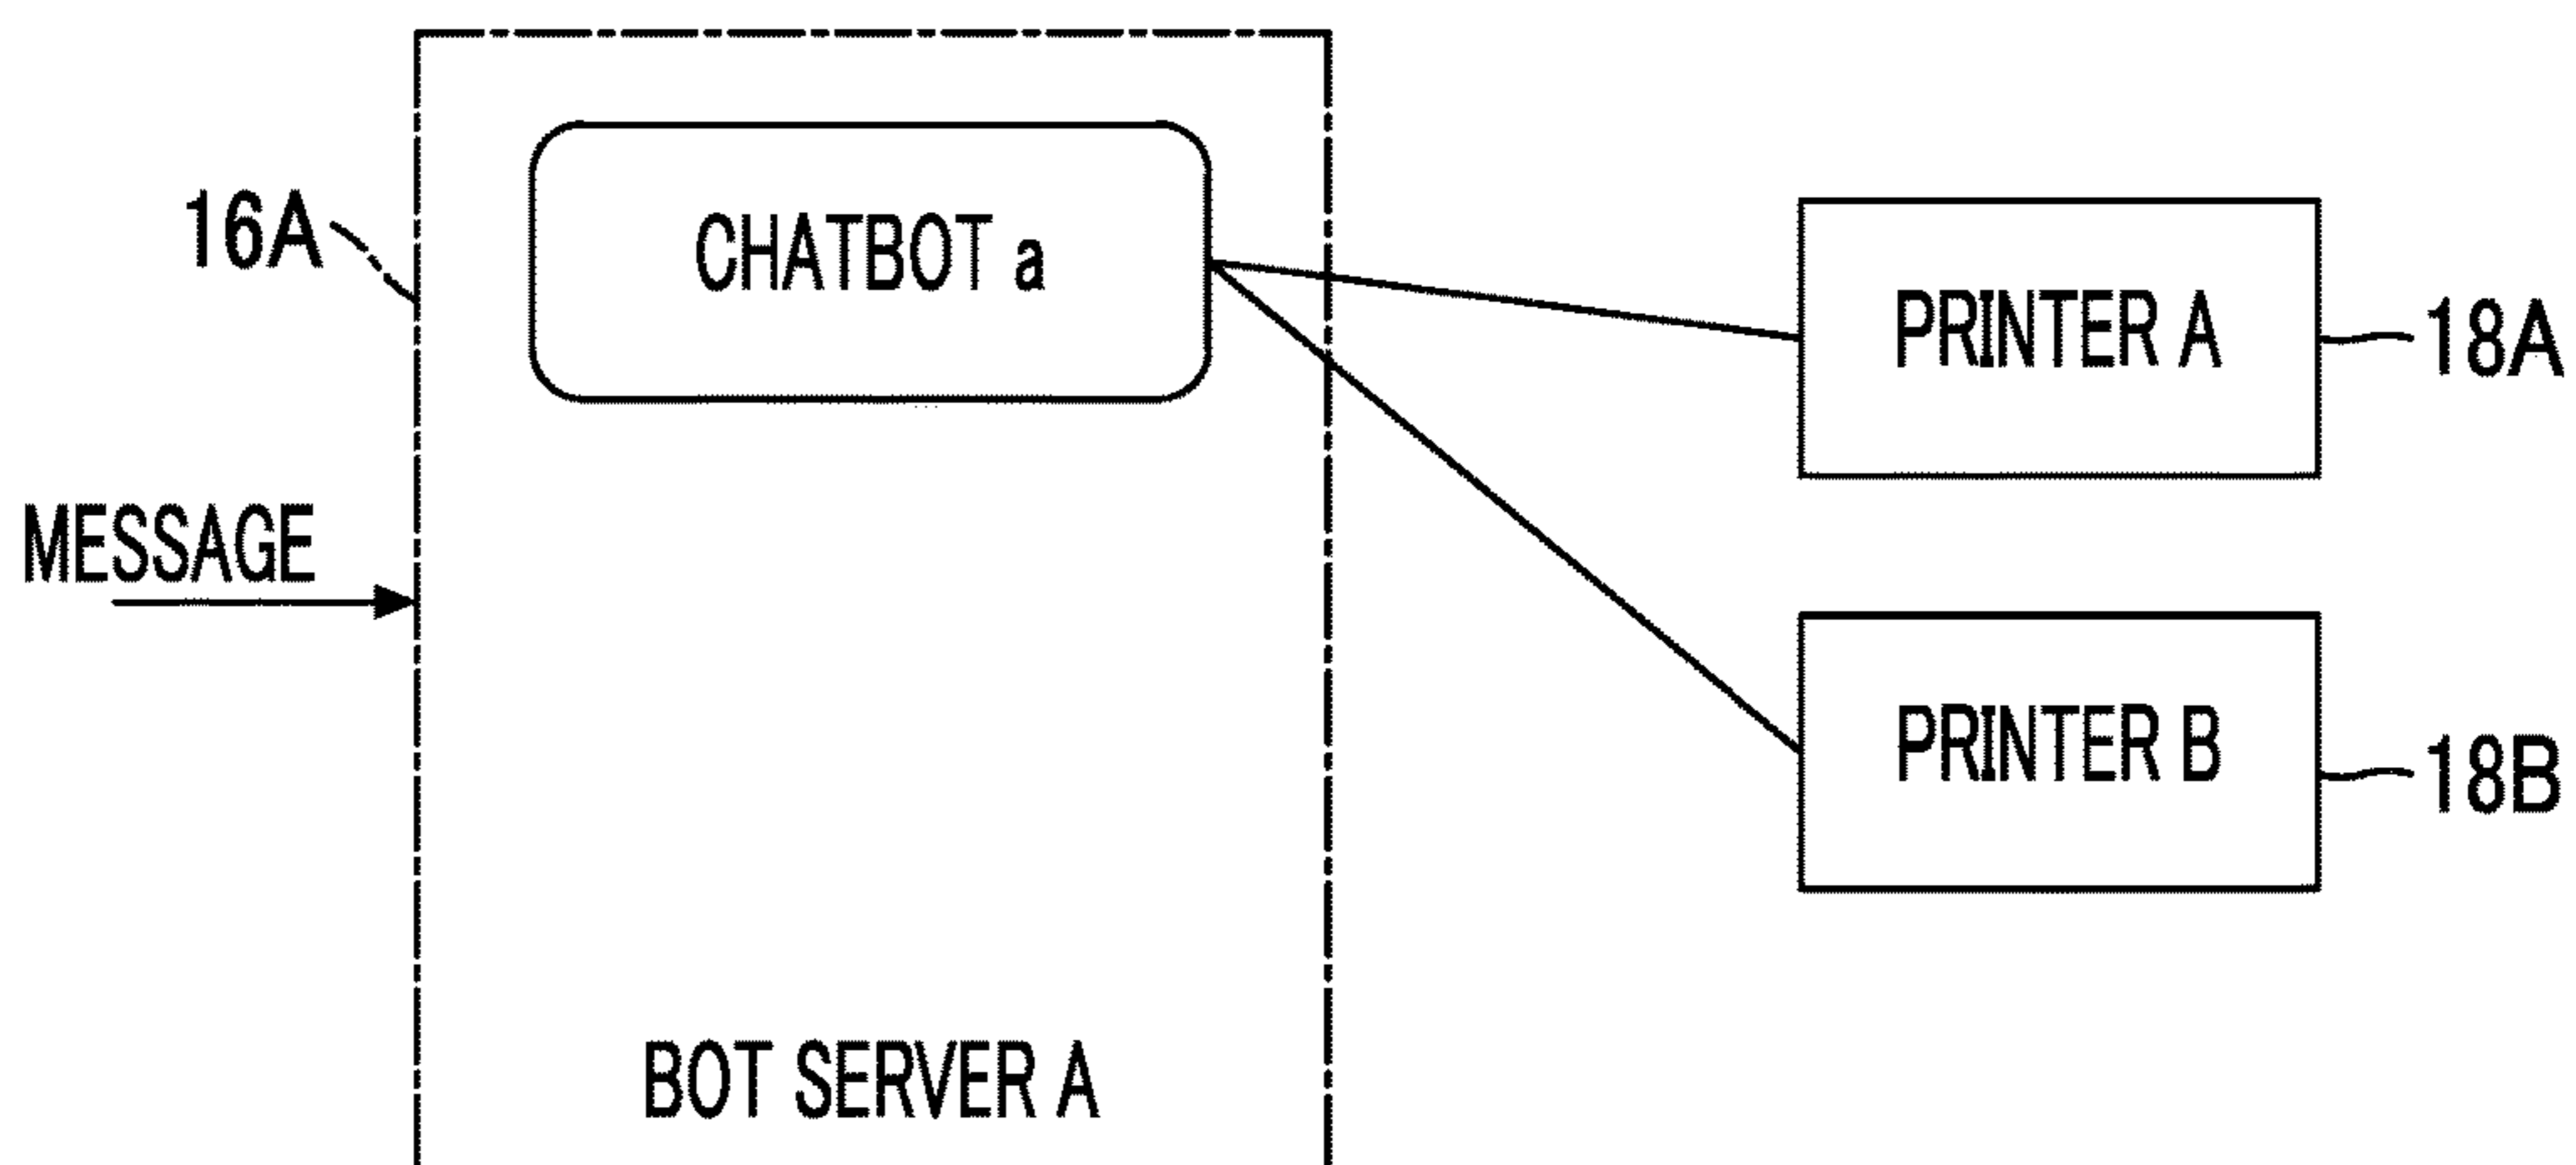 16A
CHATBOT a
PRINTER A
18A
MESSAGE
PRINTER B
18B
BOT SERVER A